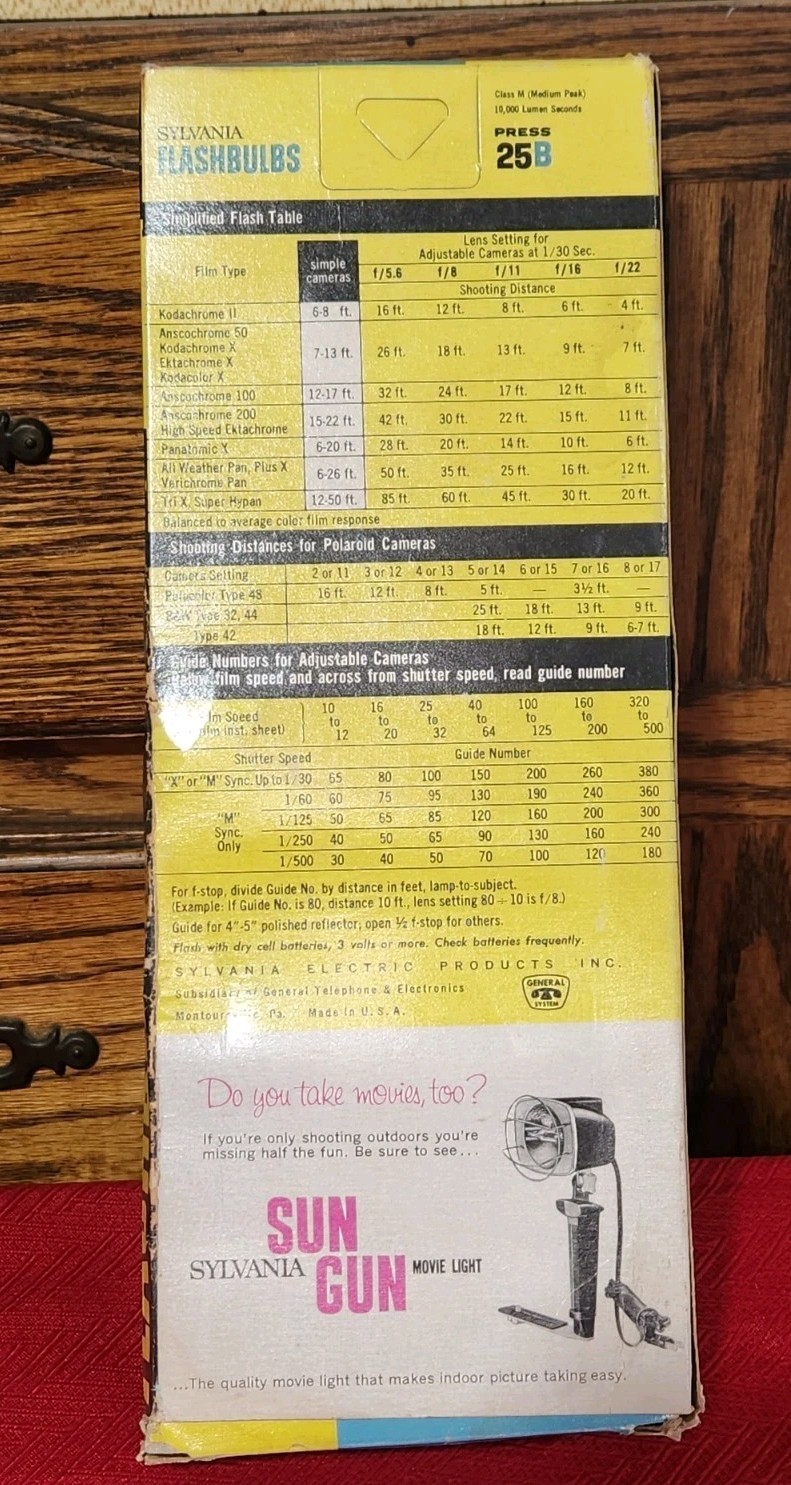 Class M (Medium Peak)
10,000 Lumen Seconds
SYLVANIA
FLASHBULBS
PRESS
25B
Simplified Flash Table
Film Type
simple cameras
Lens Setting for
Adjustable Cameras at 1/30 Sec.
f/5.6 f/8 f/11 f/16 f/22
Shooting Distance
Kodachrome II 6-8 ft. 16 ft. 12 ft. 8 ft. 6 ft. 4 ft.
Anscochrome 50
Kodachrome X
Ektachrome X
Kodacolor X
7-13 ft. 26 ft. 18 ft. 13 ft. 9 ft. 7 ft.
Anscochrome 100 12-17 ft. 32 ft. 24 ft. 17 ft. 12 ft. 8 ft.
Anscochrome 200
High Speed Ektachrome
15-22 ft. 42 ft. 30 ft. 22 ft. 15 ft. 11 ft.
Panatomic X 6-20 ft. 28 ft. 20 ft. 14 ft. 10 ft. 6 ft.
All Weather Pan, Plus X
Verichrome Pan
6-26 ft. 50 ft. 35 ft. 25 ft. 16 ft. 12 ft.
Tri X, Super Hypan 12-50 ft. 85 ft. 60 ft. 45 ft. 30 ft. 20 ft.
Balanced to average color film response
Shooting Distances for Polaroid Cameras
Camera Setting 2 or 11 3 or 12 4 or 13 5 or 14 6 or 15 7 or 16 8 or 17
Polacolor Type 48 16 ft. 12 ft. 8 ft. 5 ft. — 3½ ft. —
B&W Type 32, 44 25 ft. 18 ft. 13 ft. 9 ft.
Type 42 18 ft. 12 ft. 9 ft. 6-7 ft.
Guide Numbers for Adjustable Cameras
film speed and across from shutter speed, read guide number
Speed 10 16 25 40 100 160 320
to to to to to to to
inst. sheet) 12 20 32 64 125 200 500
Shutter Speed Guide Number
"X" or "M" Sync. Up to 1/30 65 80 100 150 200 260 380
1/60 60 75 95 130 190 240 360
"M"
Sync.
Only
1/125 50 65 85 120 160 200 300
1/250 40 50 65 90 130 160 240
1/500 30 40 50 70 100 120 180
For f-stop, divide Guide No. by distance in feet, lamp-to-subject.
(Example: If Guide No. is 80, distance 10 ft., lens setting 80 ÷ 10 is f/8.)
Guide for 4"-5" polished reflector; open ½ f-stop for others.
Flash with dry cell batteries, 3 volts or more. Check batteries frequently.
SYLVANIA ELECTRIC PRODUCTS INC.
Subsidiary of General Telephone & Electronics
Pa. Made in U.S.A.
GENERAL
SYSTEM
Do you take movies, too?
If you're only shooting outdoors you're
missing half the fun. Be sure to see...
SUN
SYLVANIA GUN MOVIE LIGHT
...The quality movie light that makes indoor picture taking easy.